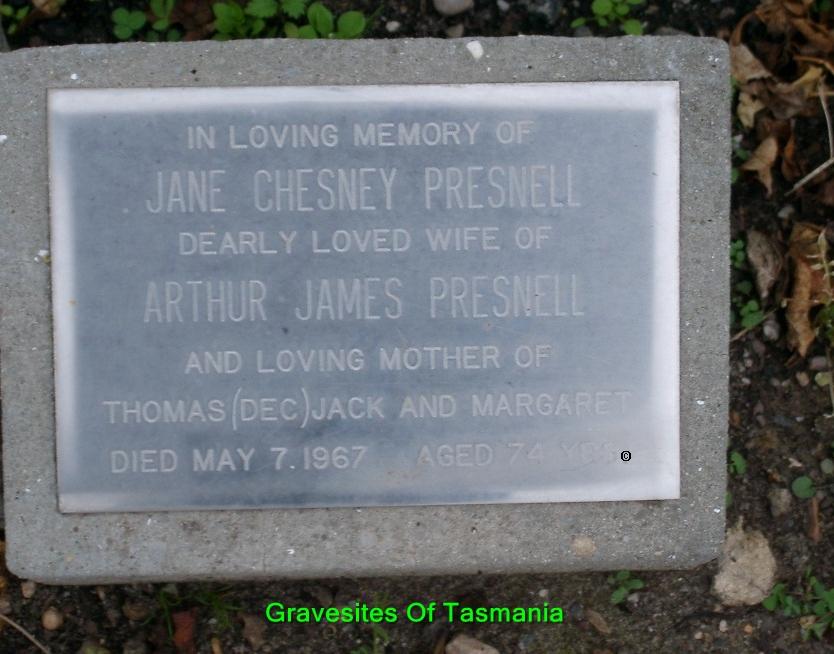 IN LOVING MEMORY OF
JANE CHESNEY PRESNELL
DEARLY LOVED WIFE OF
ARTHUR JAMES PRESNELL
AND LOVING MOTHER OF
THOMAS (DEC) JACK AND MARGARET
DIED MAY 7. 1967 AGED 74 YRS ©
Gravesites Of Tasmania